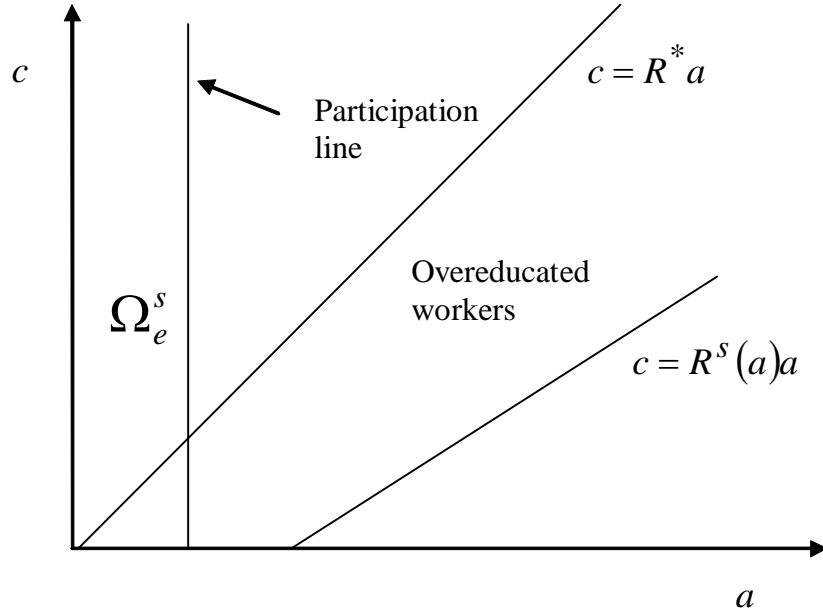 c
c = R*a
Participation
line
Overeducated
workers
Ω_e^s
c = R^s(a)a
a